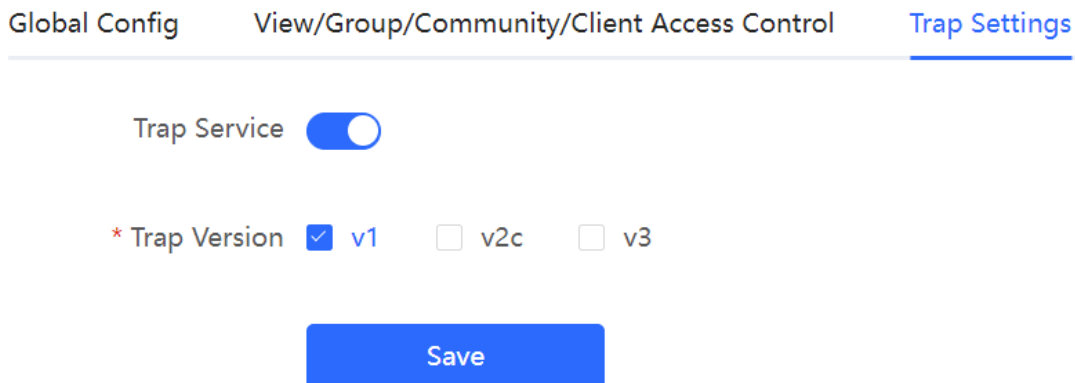 Global Config View/Group/Community/Client Access Control Trap Settings
Trap Service
* Trap Version v1 v2c v3
Save